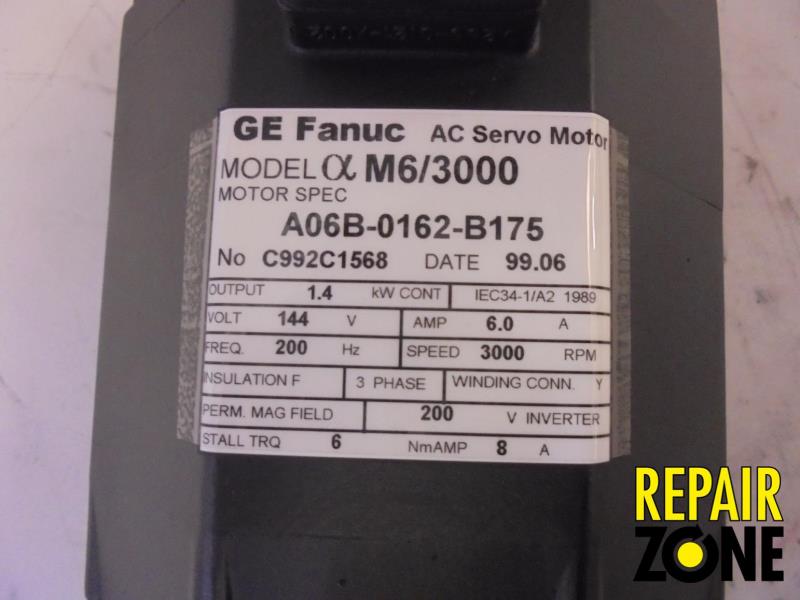 GE Fanuc AC Servo Motor
MODEL α M6/3000
MOTOR SPEC
A06B-0162-B175
No C992C1568 DATE 99.06
OUTPUT 1.4 kW CONT IEC34-1/A2 1989
VOLT 144 V AMP 6.0 A
FREQ. 200 Hz SPEED 3000 RPM
INSULATION F 3 PHASE WINDING CONN. Y
PERM. MAG FIELD 200 V INVERTER
STALL TRQ 6 NmAMP 8 A
REPAIR
ZONE